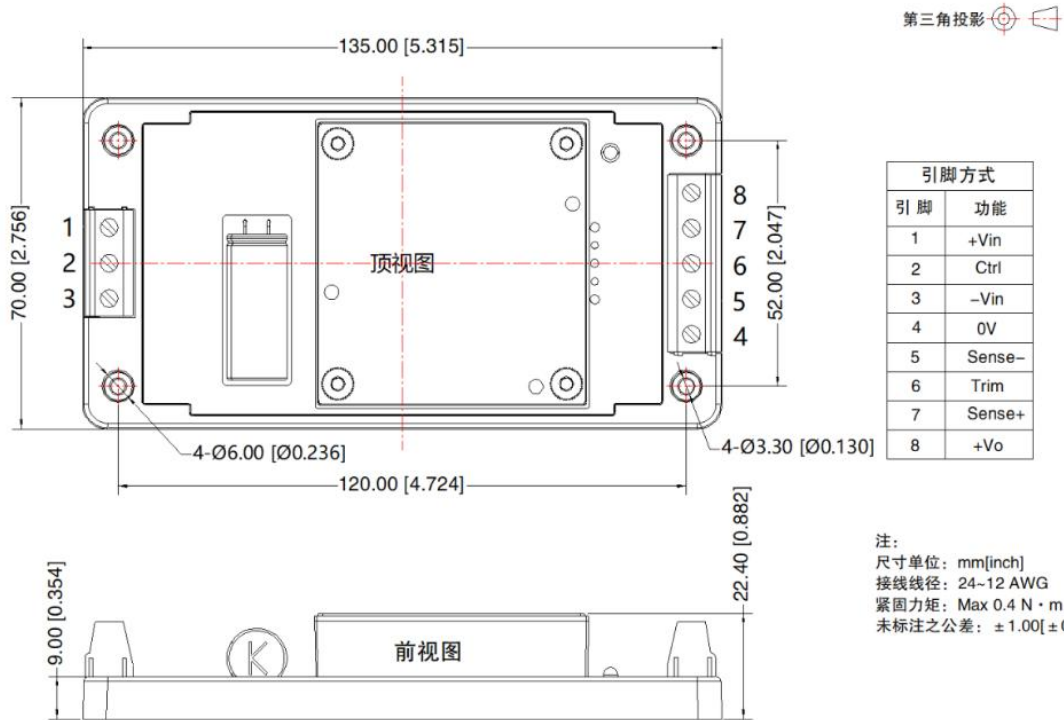 第三角投影
135.00 [5.315]
70.00 [2.756]
1
2
3
顶视图
8
7
6
5
4
52.00 [2.047]
4-Ø6.00 [Ø0.236]
4-Ø3.30 [Ø0.130]
120.00 [4.724]
引脚方式
引脚 功能
1 +Vin
2 Ctrl
3 -Vin
4 0V
5 Sense-
6 Trim
7 Sense+
8 +Vo
9.00 [0.354]
K
前视图
22.40 [0.882]
注：
尺寸单位：mm[inch]
接线线径：24~12 AWG
紧固力矩：Max 0.4 N·m
未标注之公差：±1.00[±